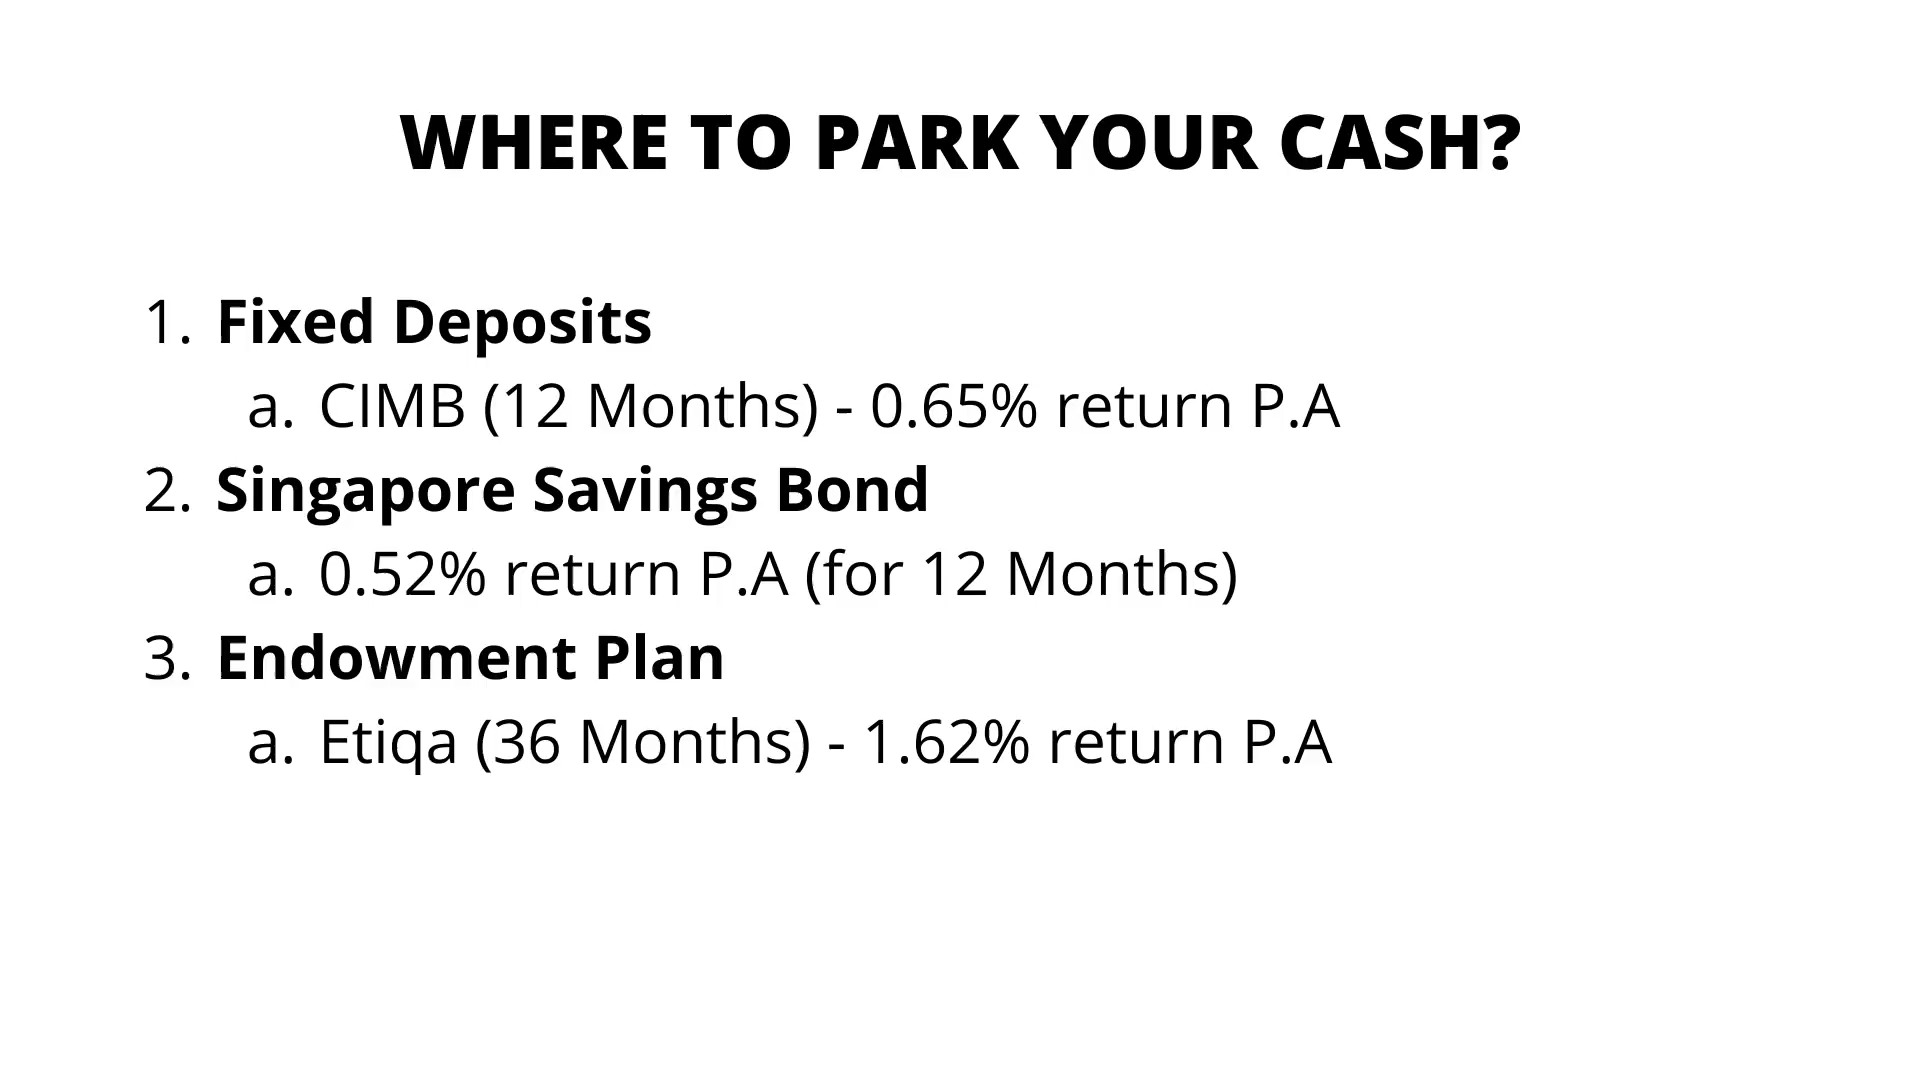 WHERE TO PARK YOUR CASH?
1. Fixed Deposits
a. CIMB (12 Months) - 0.65% return P.A
2. Singapore Savings Bond
a. 0.52% return P.A (for 12 Months)
3. Endowment Plan
a. Etiqa (36 Months) - 1.62% return P.A